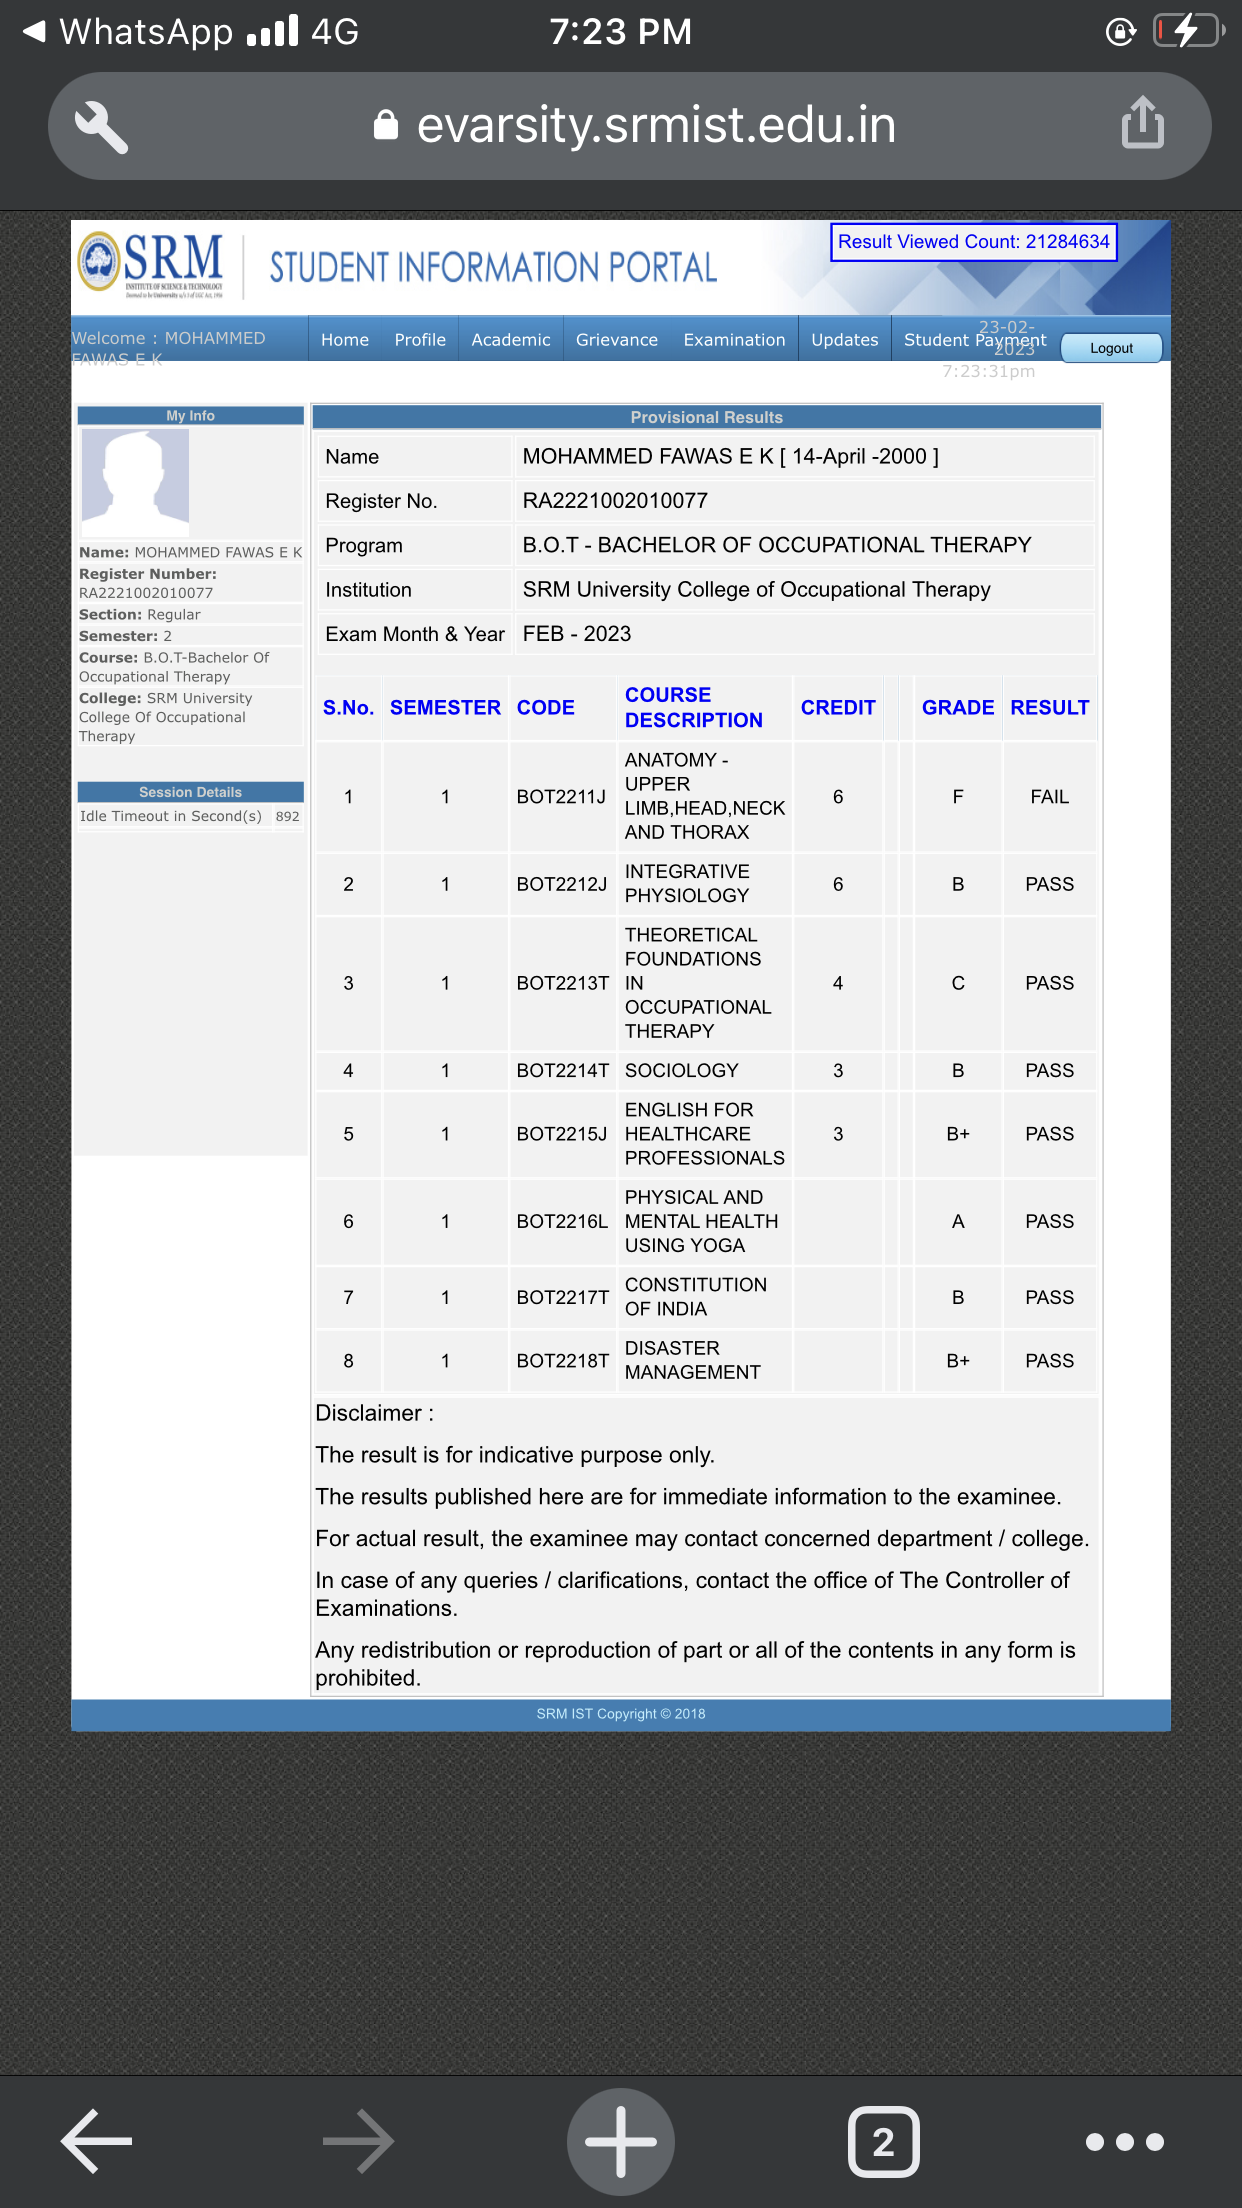 WhatsApp 4G 7:23 PM
evarsity.srmist.edu.in
SRM
INSTITUTE OF SCIENCE & TECHNOLOGY
Deemed to be University u/s 3 of UGC Act, 1956
STUDENT INFORMATION PORTAL
Result Viewed Count: 21284634
Welcome : MOHAMMED
FAWAS E K
Home Profile Academic Grievance Examination Updates Student Payment
23-02-
2023
7:23:31pm
Logout
My Info
Name: MOHAMMED FAWAS E K
Register Number:
RA2221002010077
Section: Regular
Semester: 2
Course: B.O.T-Bachelor Of
Occupational Therapy
College: SRM University
College Of Occupational
Therapy
Session Details
Idle Timeout in Second(s) 892
Provisional Results
Name MOHAMMED FAWAS E K [ 14-April -2000 ]
Register No. RA2221002010077
Program B.O.T - BACHELOR OF OCCUPATIONAL THERAPY
Institution SRM University College of Occupational Therapy
Exam Month & Year FEB - 2023
S.No. SEMESTER CODE COURSE DESCRIPTION CREDIT GRADE RESULT
1 1 BOT2211J ANATOMY - UPPER LIMB,HEAD,NECK AND THORAX 6 F FAIL
2 1 BOT2212J INTEGRATIVE PHYSIOLOGY 6 B PASS
3 1 BOT2213T THEORETICAL FOUNDATIONS IN OCCUPATIONAL THERAPY 4 C PASS
4 1 BOT2214T SOCIOLOGY 3 B PASS
5 1 BOT2215J ENGLISH FOR HEALTHCARE PROFESSIONALS 3 B+ PASS
6 1 BOT2216L PHYSICAL AND MENTAL HEALTH USING YOGA A PASS
7 1 BOT2217T CONSTITUTION OF INDIA B PASS
8 1 BOT2218T DISASTER MANAGEMENT B+ PASS
Disclaimer :
The result is for indicative purpose only.
The results published here are for immediate information to the examinee.
For actual result, the examinee may contact concerned department / college.
In case of any queries / clarifications, contact the office of The Controller of
Examinations.
Any redistribution or reproduction of part or all of the contents in any form is
prohibited.
SRM IST Copyright © 2018
2